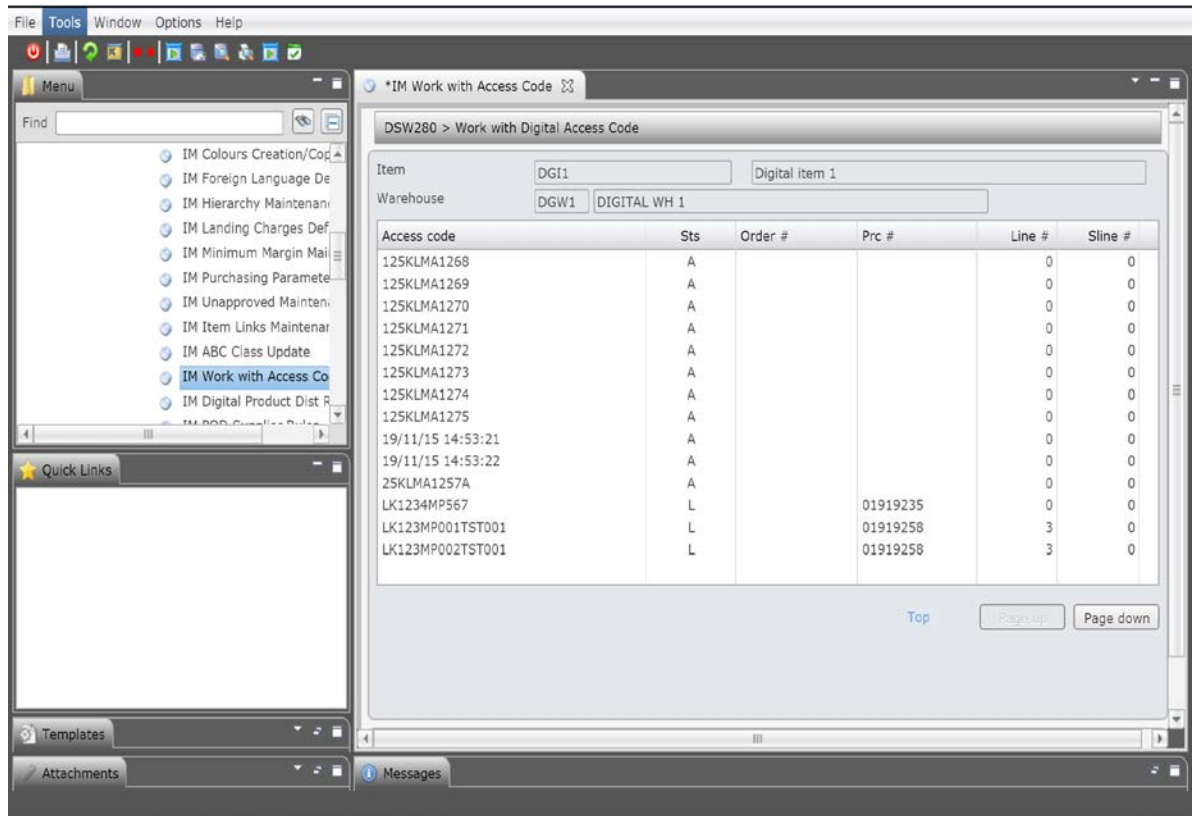 File Tools Window Options Help
Menu
Find
IM Colours Creation/Cop
IM Foreign Language De
IM Hierarchy Maintenan
IM Landing Charges Def
IM Minimum Margin Mai
IM Purchasing Paramete
IM Unapproved Mainten
IM Item Links Maintenar
IM ABC Class Update
IM Work with Access Co
IM Digital Product Dist R
Quick Links
Templates
Attachments
*IM Work with Access Code
DSW280 > Work with Digital Access Code
Item DGI1 Digital item 1
Warehouse DGW1 DIGITAL WH 1
Access code Sts Order # Prc # Line # Sline #
125KLMA1268 A 0 0
125KLMA1269 A 0 0
125KLMA1270 A 0 0
125KLMA1271 A 0 0
125KLMA1272 A 0 0
125KLMA1273 A 0 0
125KLMA1274 A 0 0
125KLMA1275 A 0 0
19/11/15 14:53:21 A 0 0
19/11/15 14:53:22 A 0 0
25KLMA1257A A 0 0
LK1234MP567 L 01919235 0 0
LK123MP001TST001 L 01919258 3 0
LK123MP002TST001 L 01919258 3 0
Top Page up Page down
Messages